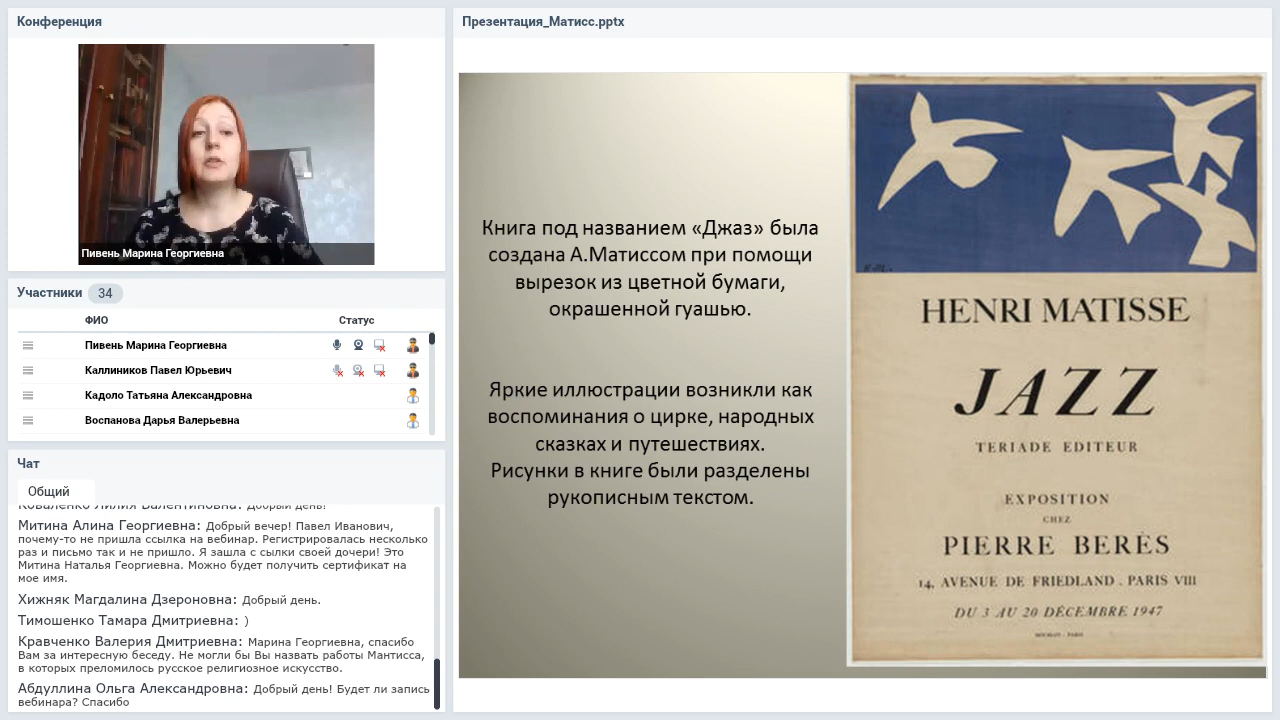 Конференция
Пивень Марина Георгиевна
Участники 34
ФИО Статус
Пивень Марина Георгиевна
Каллиников Павел Юрьевич
Кадоло Татьяна Александровна
Воспанова Дарья Валерьевна
Чат
Общий
Коваленко Лилия Валентиновна: Добрый день!
Митина Алина Георгиевна: Добрый вечер! Павел Иванович,
почему-то не пришла ссылка на вебинар. Регистрировалась несколько
раз и письмо так и не пришло. Я зашла с сылки своей дочери! Это
Митина Наталья Георгиевна. Можно будет получить сертификат на
мое имя.
Хижняк Магдалина Дзероновна: Добрый день.
Тимошенко Тамара Дмитриевна: )
Кравченко Валерия Дмитриевна: Марина Георгиевна, спасибо
Вам за интересную беседу. Не могли бы Вы назвать работы Мантисса,
в которых преломилось русское религиозное искусство.
Абдуллина Ольга Александровна: Добрый день! Будет ли запись
вебинара? Спасибо
Презентация_Матисс.pptx
Книга под названием «Джаз» была
создана А.Матиссом при помощи
вырезок из цветной бумаги,
окрашенной гуашью.
Яркие иллюстрации возникли как
воспоминания о цирке, народных
сказках и путешествиях.
Рисунки в книге были разделены
рукописным текстом.
HENRI MATISSE
JAZZ
TERIADE EDITEUR
EXPOSITION
CHEZ
PIERRE BERÈS
14, AVENUE DE FRIEDLAND . PARIS VIII
DU 3 AU 20 DÉCEMBRE 1947